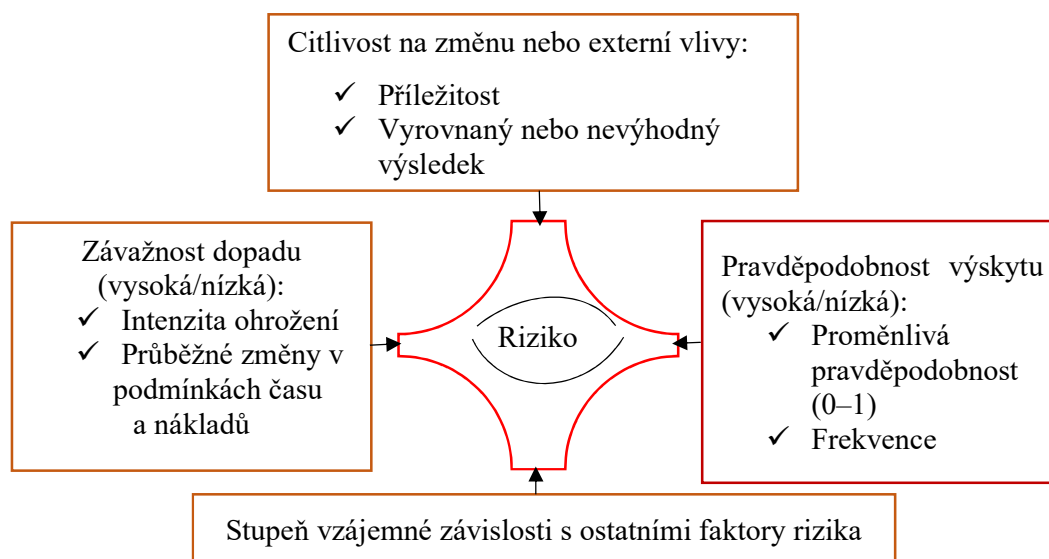 Citlivost na změnu nebo externí vlivy:
✓ Příležitost
✓ Vyrovnaný nebo nevýhodný
výsledek
Závažnost dopadu
(vysoká/nízká):
✓ Intenzita ohrožení
✓ Průběžné změny v
podmínkách času
a nákladů
Riziko
Pravděpodobnost výskytu
(vysoká/nízká):
✓ Proměnlivá
pravděpodobnost
(0–1)
✓ Frekvence
Stupeň vzájemné závislosti s ostatními faktory rizika